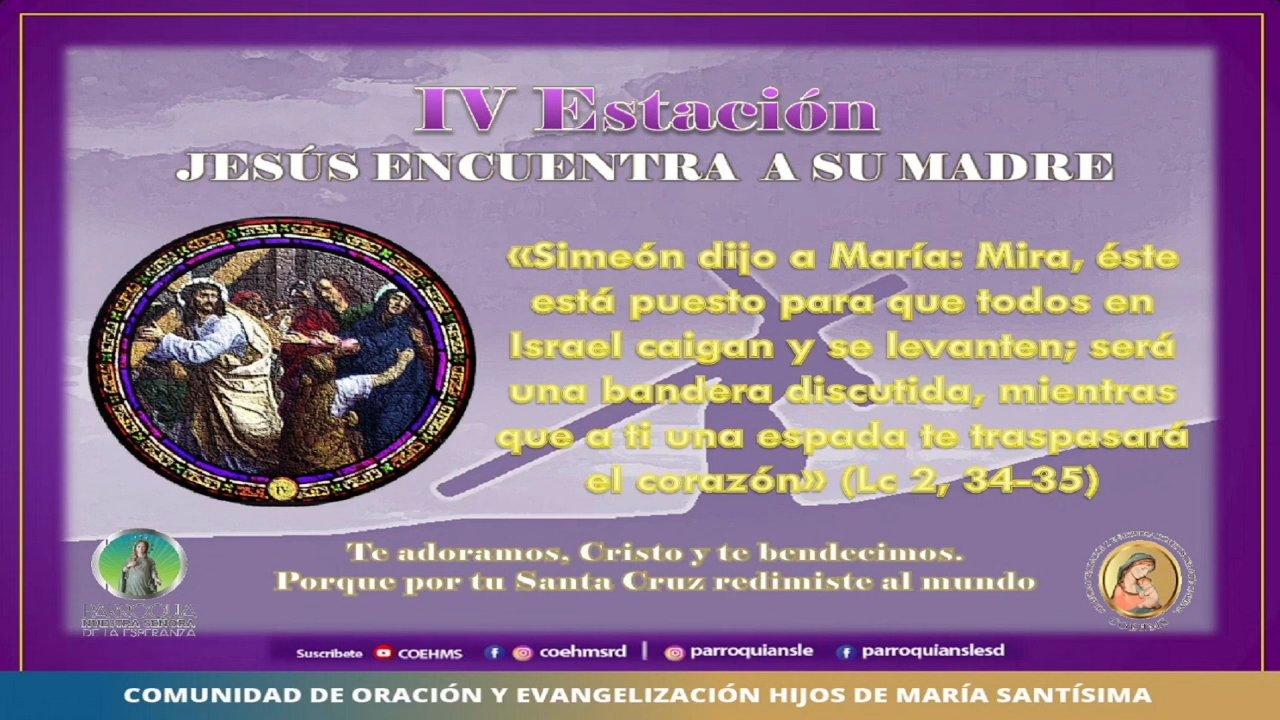 IV Estación
JESÚS ENCUENTRA A SU MADRE
«Simeón dijo a María: Mira, éste
está puesto para que todos en
Israel caigan y se levanten; será
una bandera discutida, mientras
que a ti una espada te traspasará
el corazón» (Lc 2, 34-35)
IV
Te adoramos, Cristo y te bendecimos.
Porque por tu Santa Cruz redimiste al mundo
PARROQUIA
NUESTRA SEÑORA
DE LA ESPERANZA
COEHMS
Suscribete COEHMS coehmsrd | parroquiansle parroquianslesd
COMUNIDAD DE ORACIÓN Y EVANGELIZACIÓN HIJOS DE MARÍA SANTÍSIMA